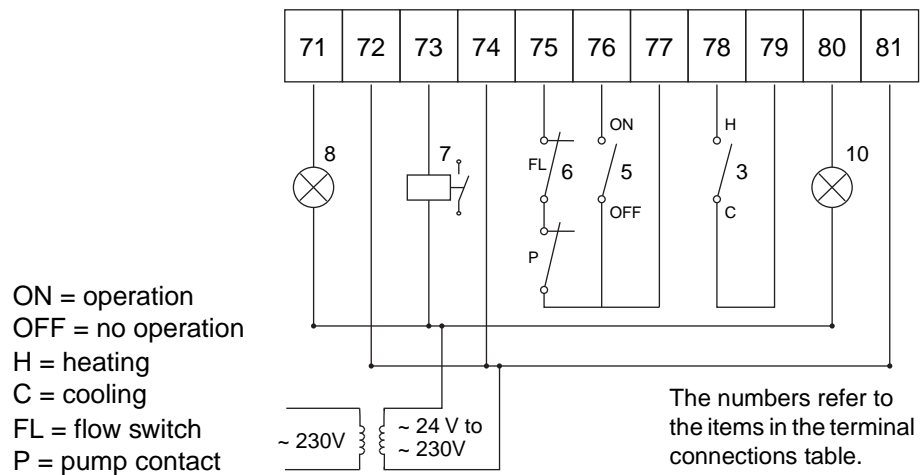 71 72 73 74 75 76 77 78 79 80 81
8
7
FL 6
P
ON
5
OFF
H
3
C
10
ON = operation
OFF = no operation
H = heating
C = cooling
FL = flow switch
P = pump contact
~ 230V
~ 24 V to
~ 230V
The numbers refer to
the items in the terminal
connections table.